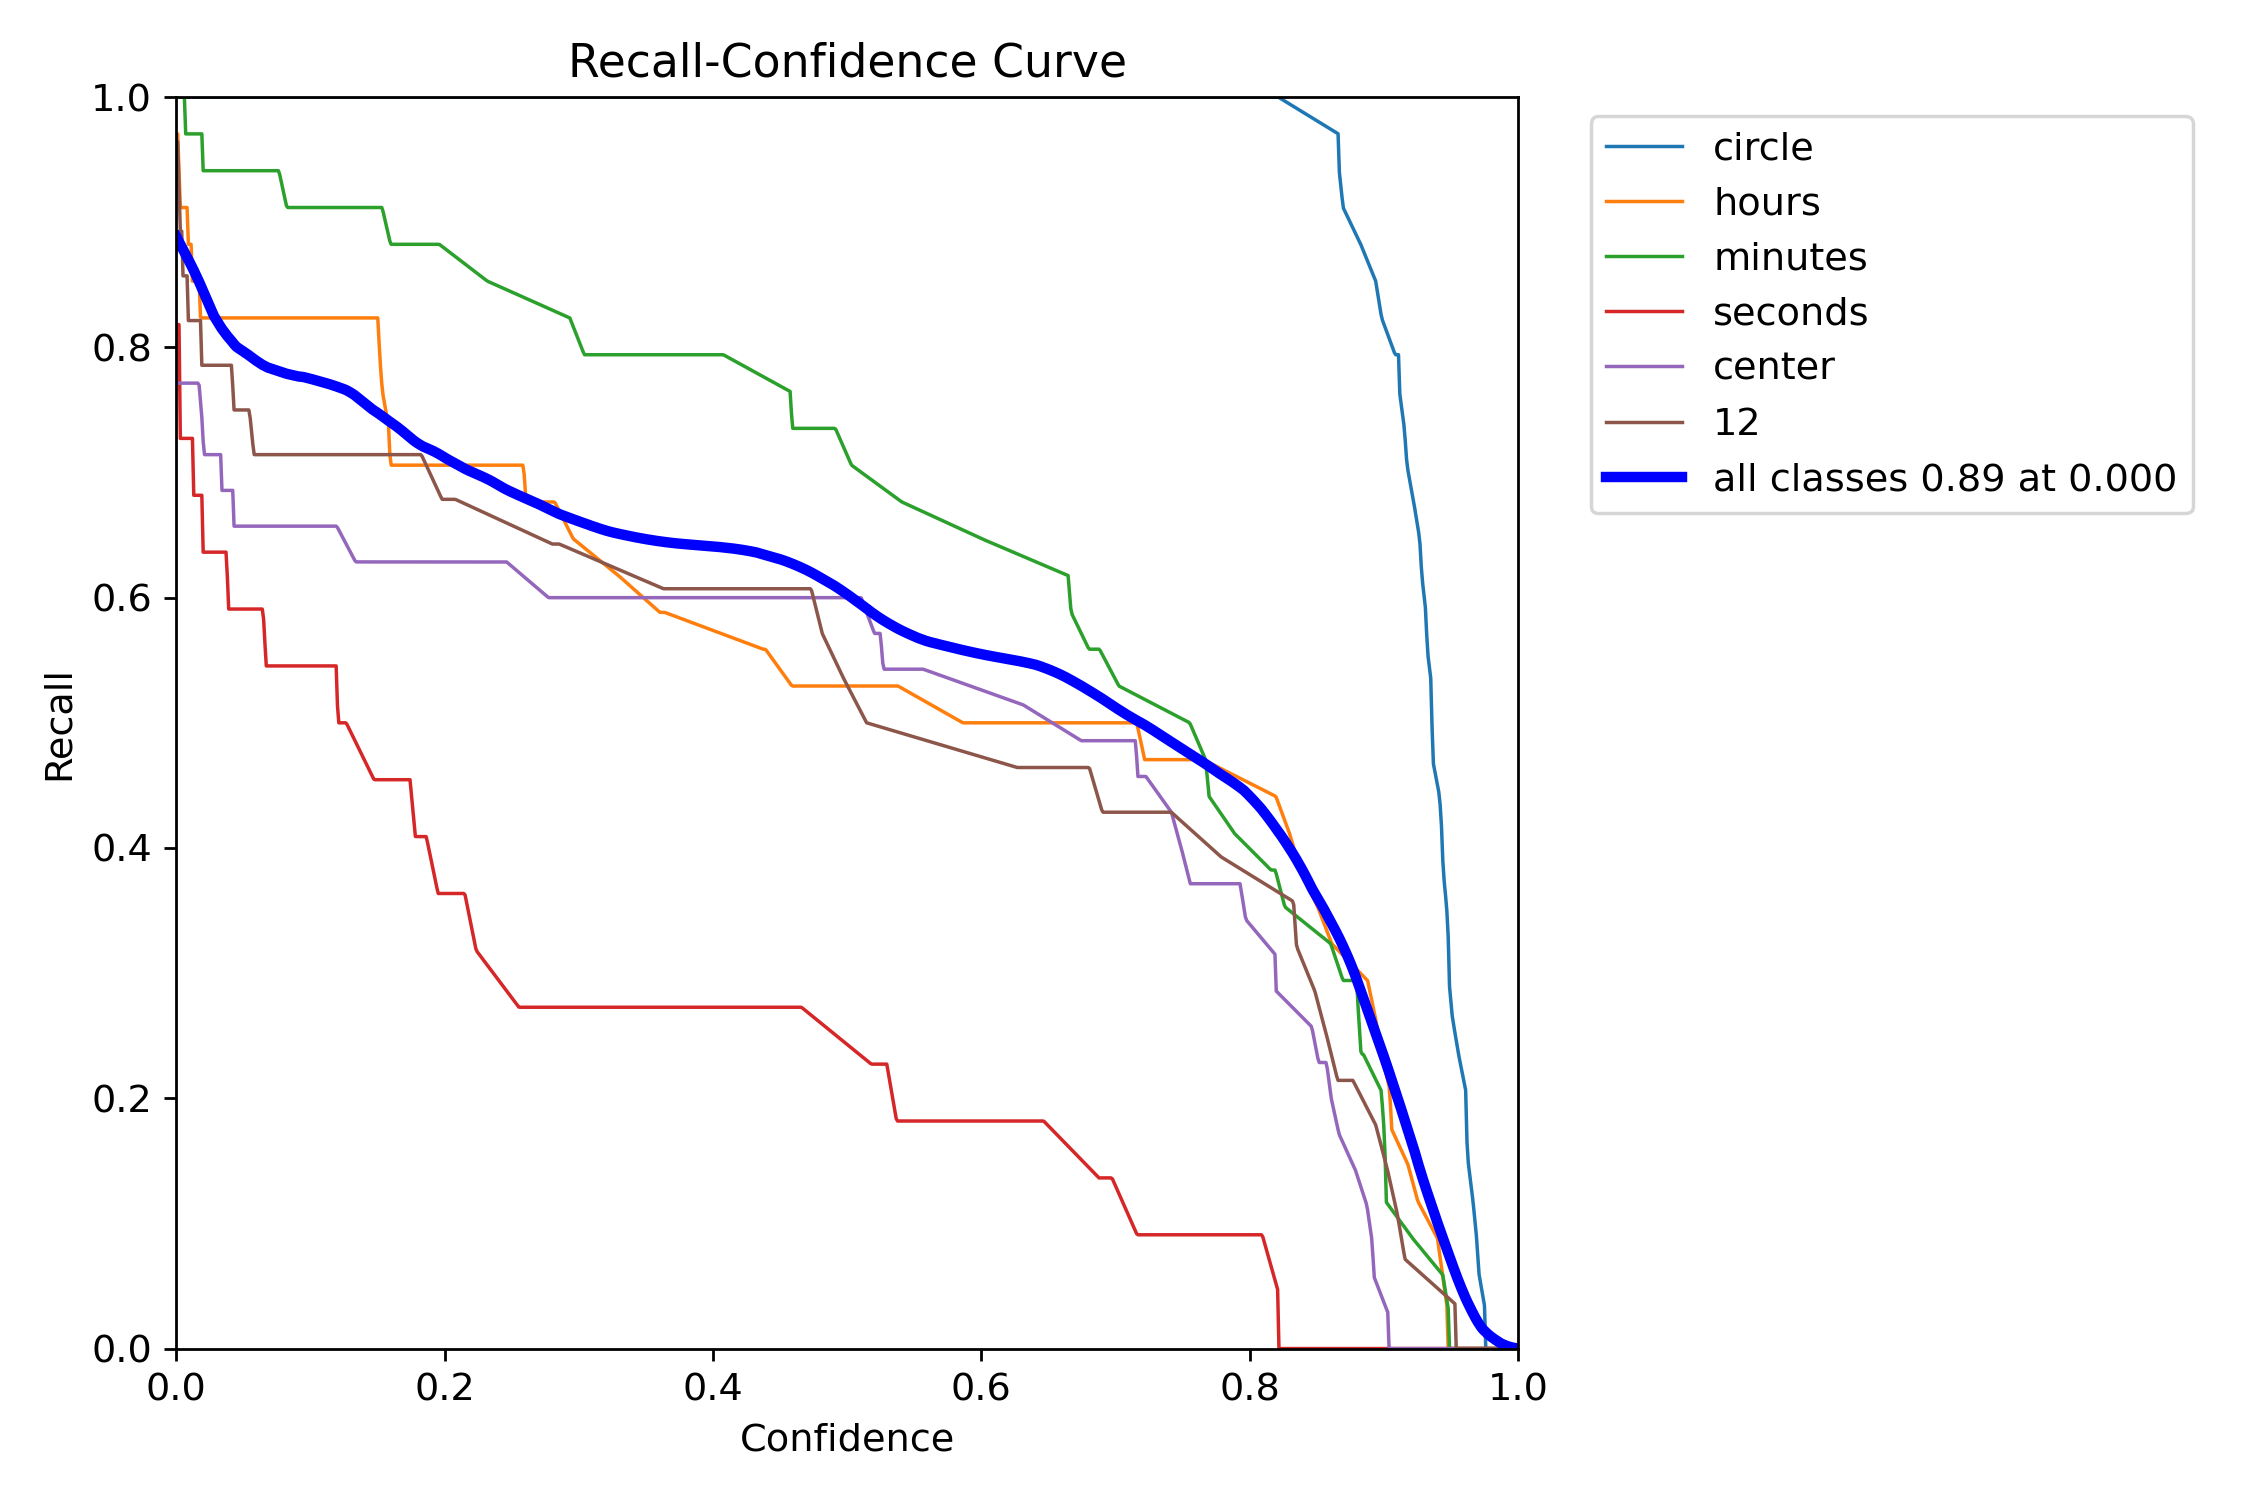 Recall-Confidence Curve
1.0
0.8
0.6
0.4
0.2
0.0
Recall
0.0 0.2 0.4 0.6 0.8 1.0
Confidence
circle
hours
minutes
seconds
center
12
all classes 0.89 at 0.000